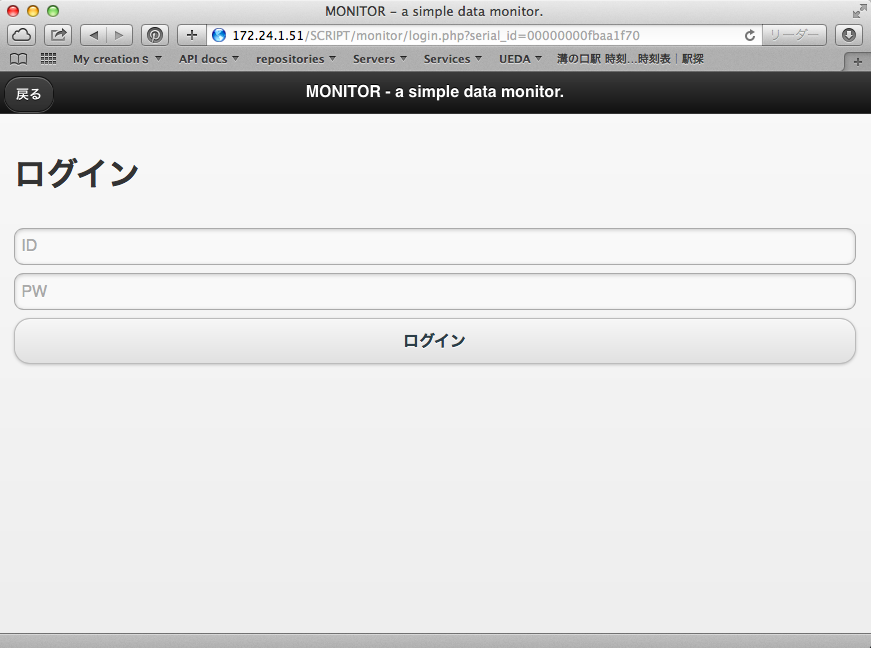 MONITOR – a simple data monitor.
172.24.1.51/SCRIPT/monitor/login.php?serial_id=00000000fbaa1f70 リーダー
My creation s API docs repositories Servers Services UEDA 溝の口駅 時刻...時刻表｜駅探
戻る MONITOR - a simple data monitor.
ログイン
ID
PW
ログイン